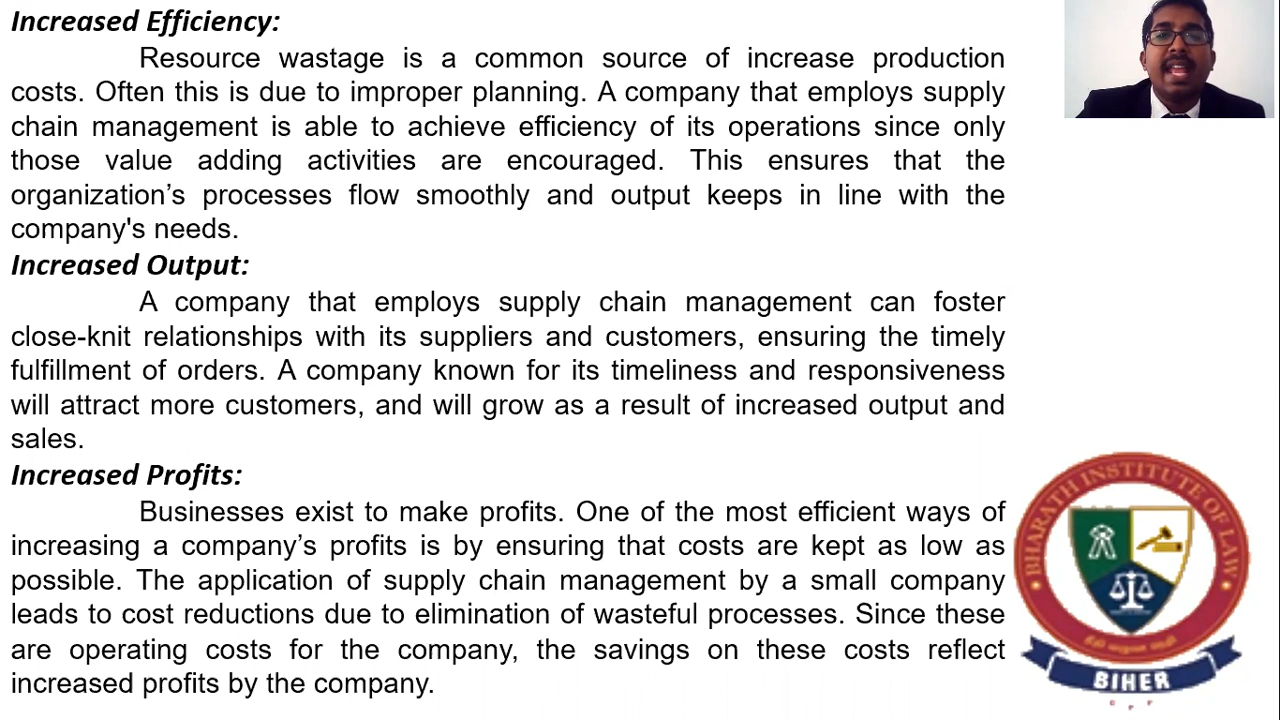 Increased Efficiency:
Resource wastage is a common source of increase production
costs. Often this is due to improper planning. A company that employs supply
chain management is able to achieve efficiency of its operations since only
those value adding activities are encouraged. This ensures that the
organization’s processes flow smoothly and output keeps in line with the
company's needs.
Increased Output:
A company that employs supply chain management can foster
close-knit relationships with its suppliers and customers, ensuring the timely
fulfillment of orders. A company known for its timeliness and responsiveness
will attract more customers, and will grow as a result of increased output and
sales.
Increased Profits:
Businesses exist to make profits. One of the most efficient ways of
increasing a company’s profits is by ensuring that costs are kept as low as
possible. The application of supply chain management by a small company
leads to cost reductions due to elimination of wasteful processes. Since these
are operating costs for the company, the savings on these costs reflect
increased profits by the company.
BHARATH INSTITUTE OF LAW
BIHER